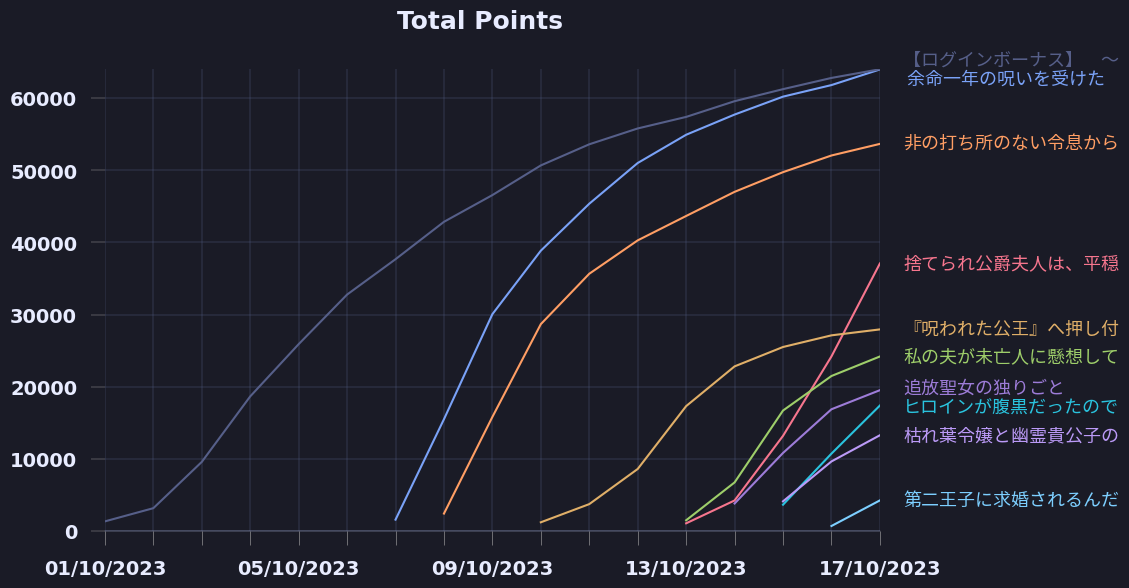 Total Points
【ログインボーナス】　～
余命一年の呪いを受けた
60000
非の打ち所のない令息から
50000
40000
捨てられ公爵夫人は、平穏
30000
『呪われた公王』へ押し付
私の夫が未亡人に懸想して
20000
追放聖女の独りごと
ヒロインが腹黒だったので
枯れ葉令嬢と幽霊貴公子の
10000
第二王子に求婚されるんだ
0
01/10/2023 05/10/2023 09/10/2023 13/10/2023 17/10/2023